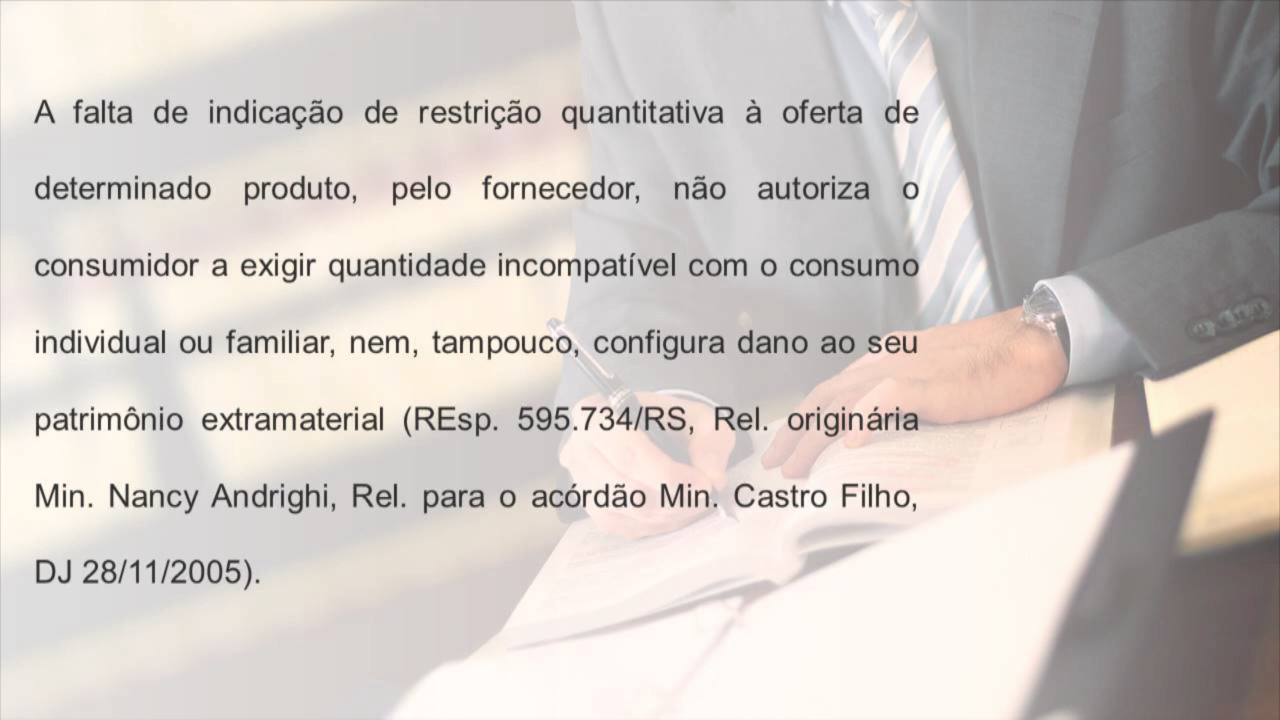 A falta de indicação de restrição quantitativa à oferta de
determinado produto, pelo fornecedor, não autoriza o
consumidor a exigir quantidade incompatível com o consumo
individual ou familiar, nem, tampouco, configura dano ao seu
patrimônio extramaterial (REsp. 595.734/RS, Rel. originária
Min. Nancy Andrighi, Rel. para o acórdão Min. Castro Filho,
DJ 28/11/2005).